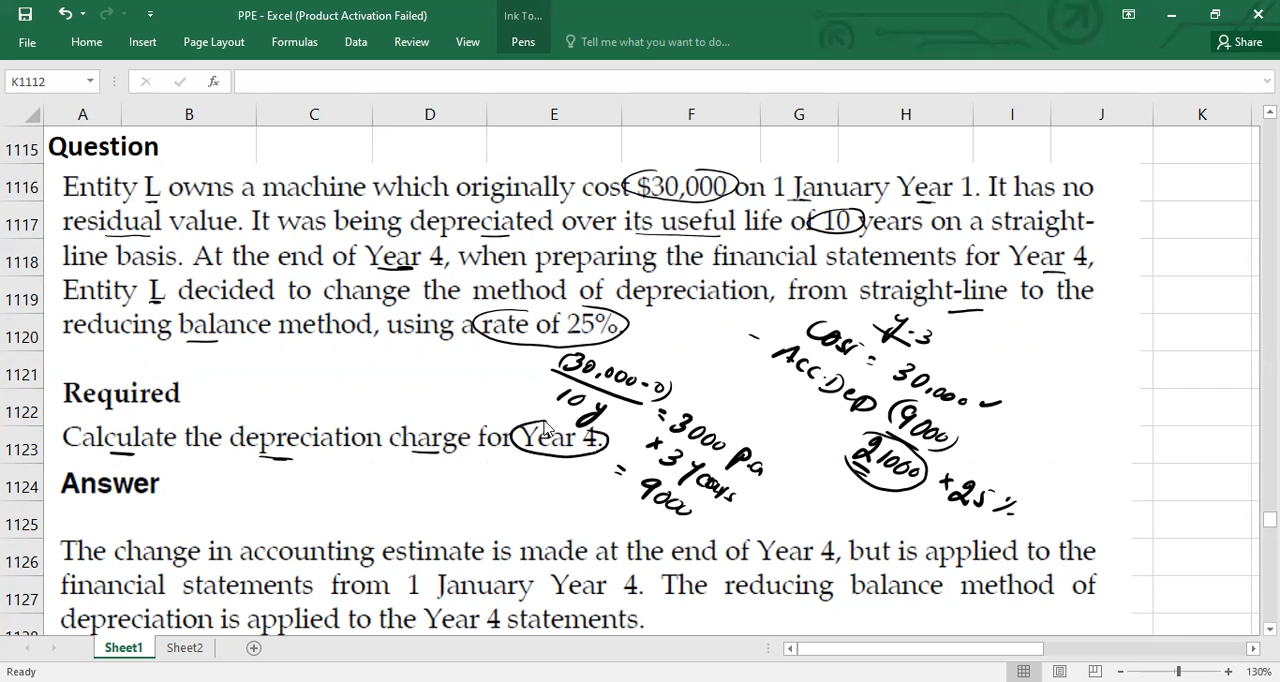 PPE - Excel (Product Activation Failed)
Ink To...
File Home Insert Page Layout Formulas Data Review View Pens Tell me what you want to do... Share
K1112 fx
A B C D E F G H I J K
1115 Question
1116 Entity L owns a machine which originally cost $30,000 on 1 January Year 1. It has no
1117 residual value. It was being depreciated over its useful life of 10 years on a straight-
1118 line basis. At the end of Year 4, when preparing the financial statements for Year 4,
1119 Entity L decided to change the method of depreciation, from straight-line to the
1120 reducing balance method, using a rate of 25%.
Y-3
Cost = 30,000 ✓
- Acc.Dep (9000)
21000 × 25%
1121 (30,000-0)
1122 Required
10 y = 3000 pa
× 3 years
= 9000
1123 Calculate the depreciation charge for Year 4.
1124 Answer
1125
1126 The change in accounting estimate is made at the end of Year 4, but is applied to the
1127 financial statements from 1 January Year 4. The reducing balance method of
1128 depreciation is applied to the Year 4 statements.
Sheet1 Sheet2
Ready 130%